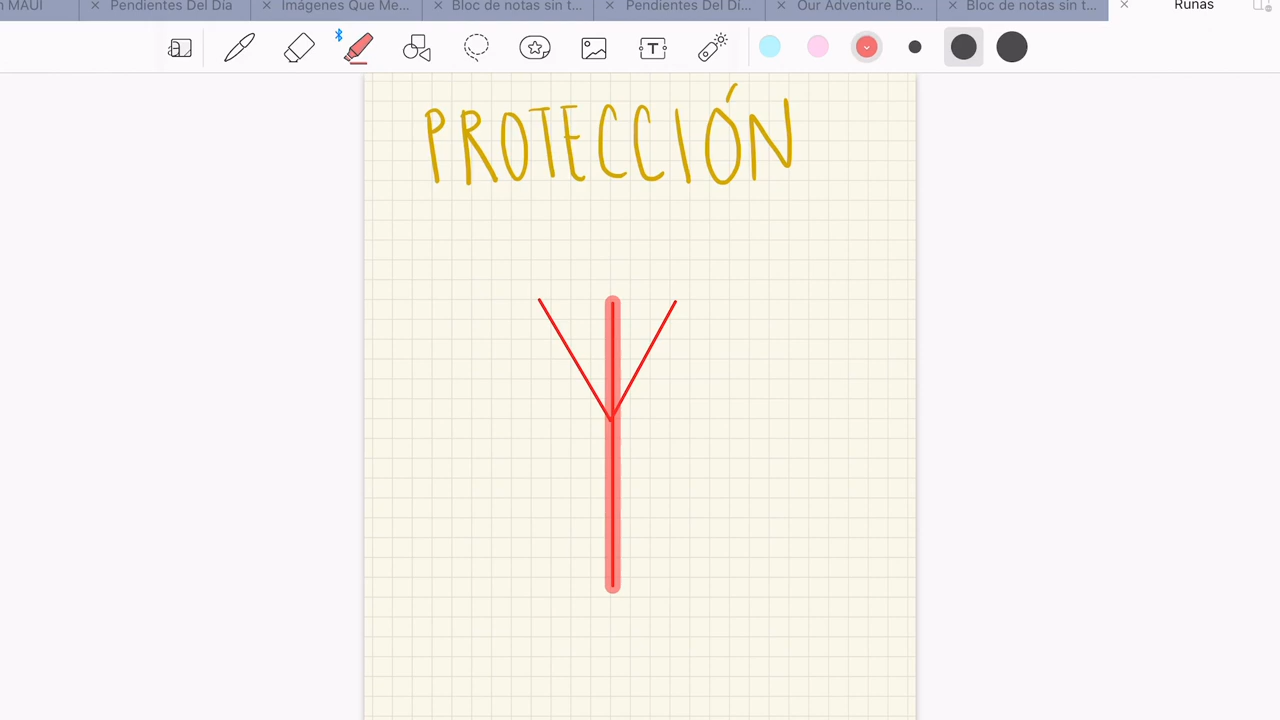 n MAUI
Pendientes Del Día
Imágenes Que Me...
Bloc de notas sin t...
Pendientes Del Dí...
Our Adventure Bo...
Bloc de notas sin t...
Runas
T
PROTECCIÓN